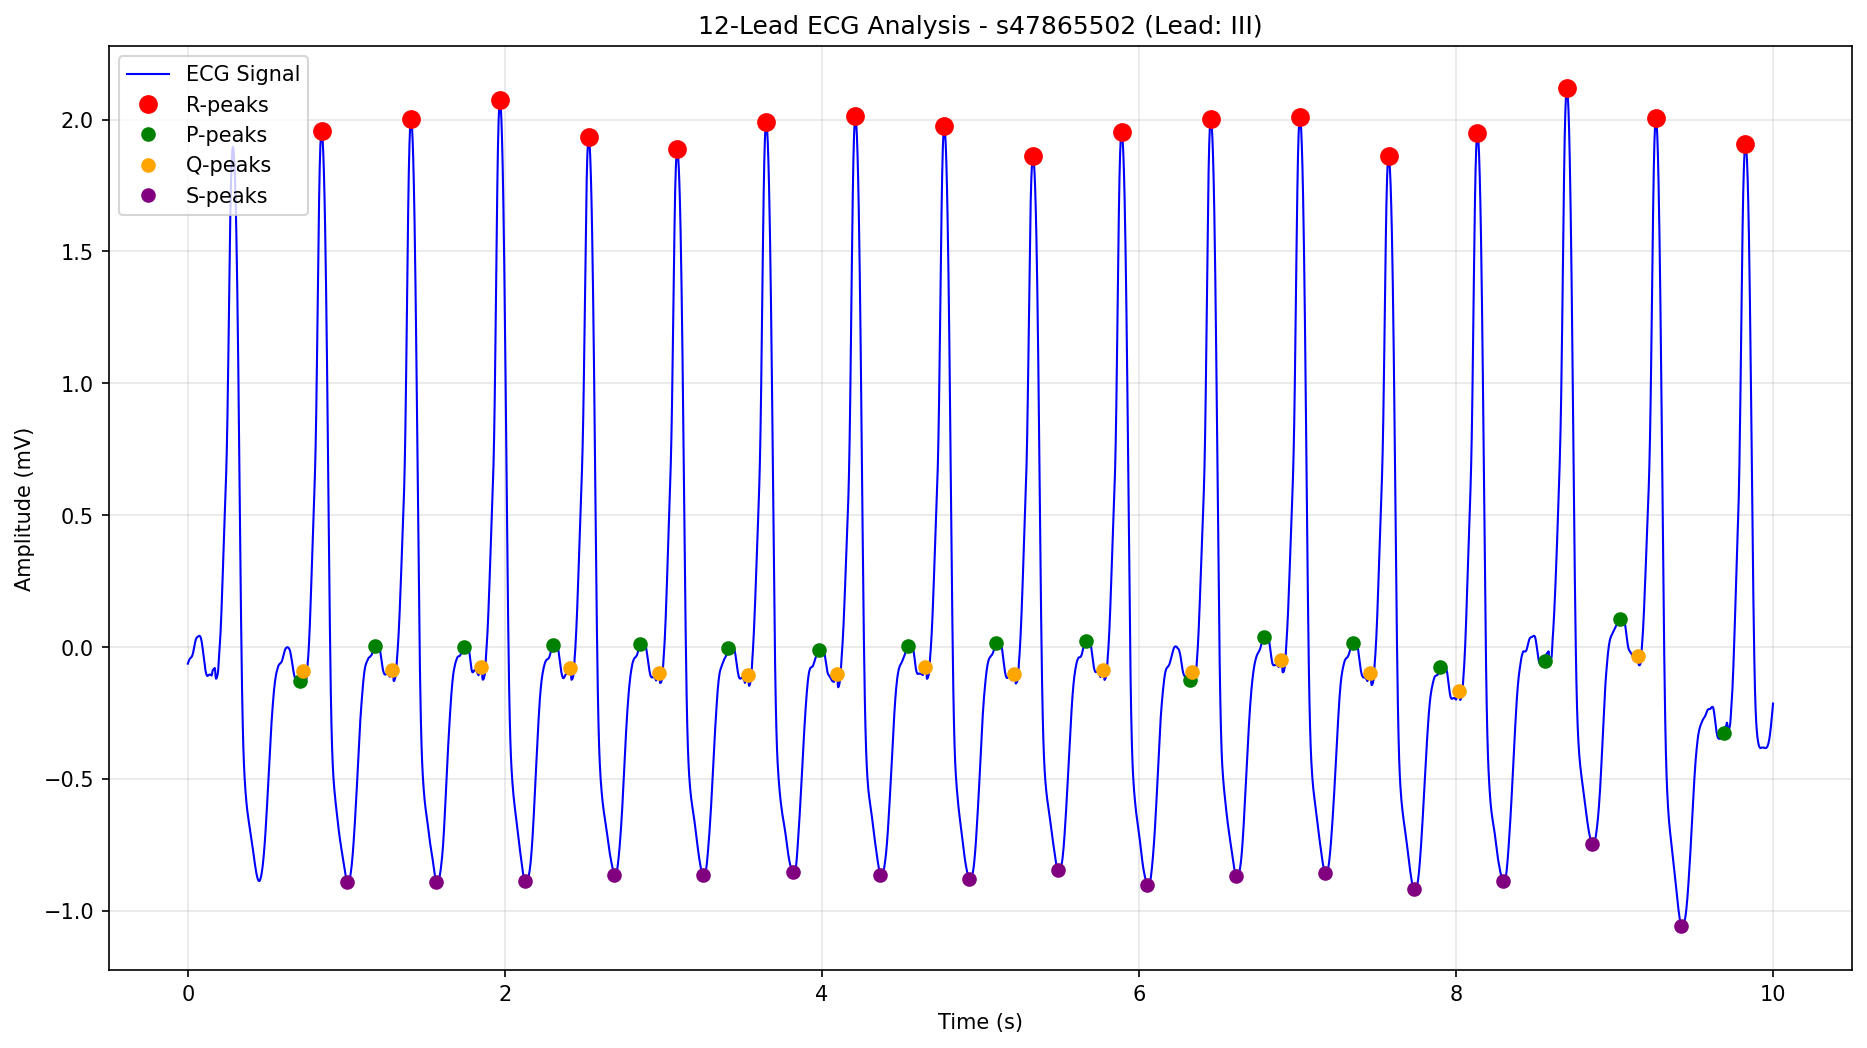 12-Lead ECG Analysis - s47865502 (Lead: III)
ECG Signal
R-peaks
P-peaks
Q-peaks
S-peaks
Amplitude (mV)
2.0
1.5
1.0
0.5
0.0
−0.5
−1.0
0 2 4 6 8 10
Time (s)